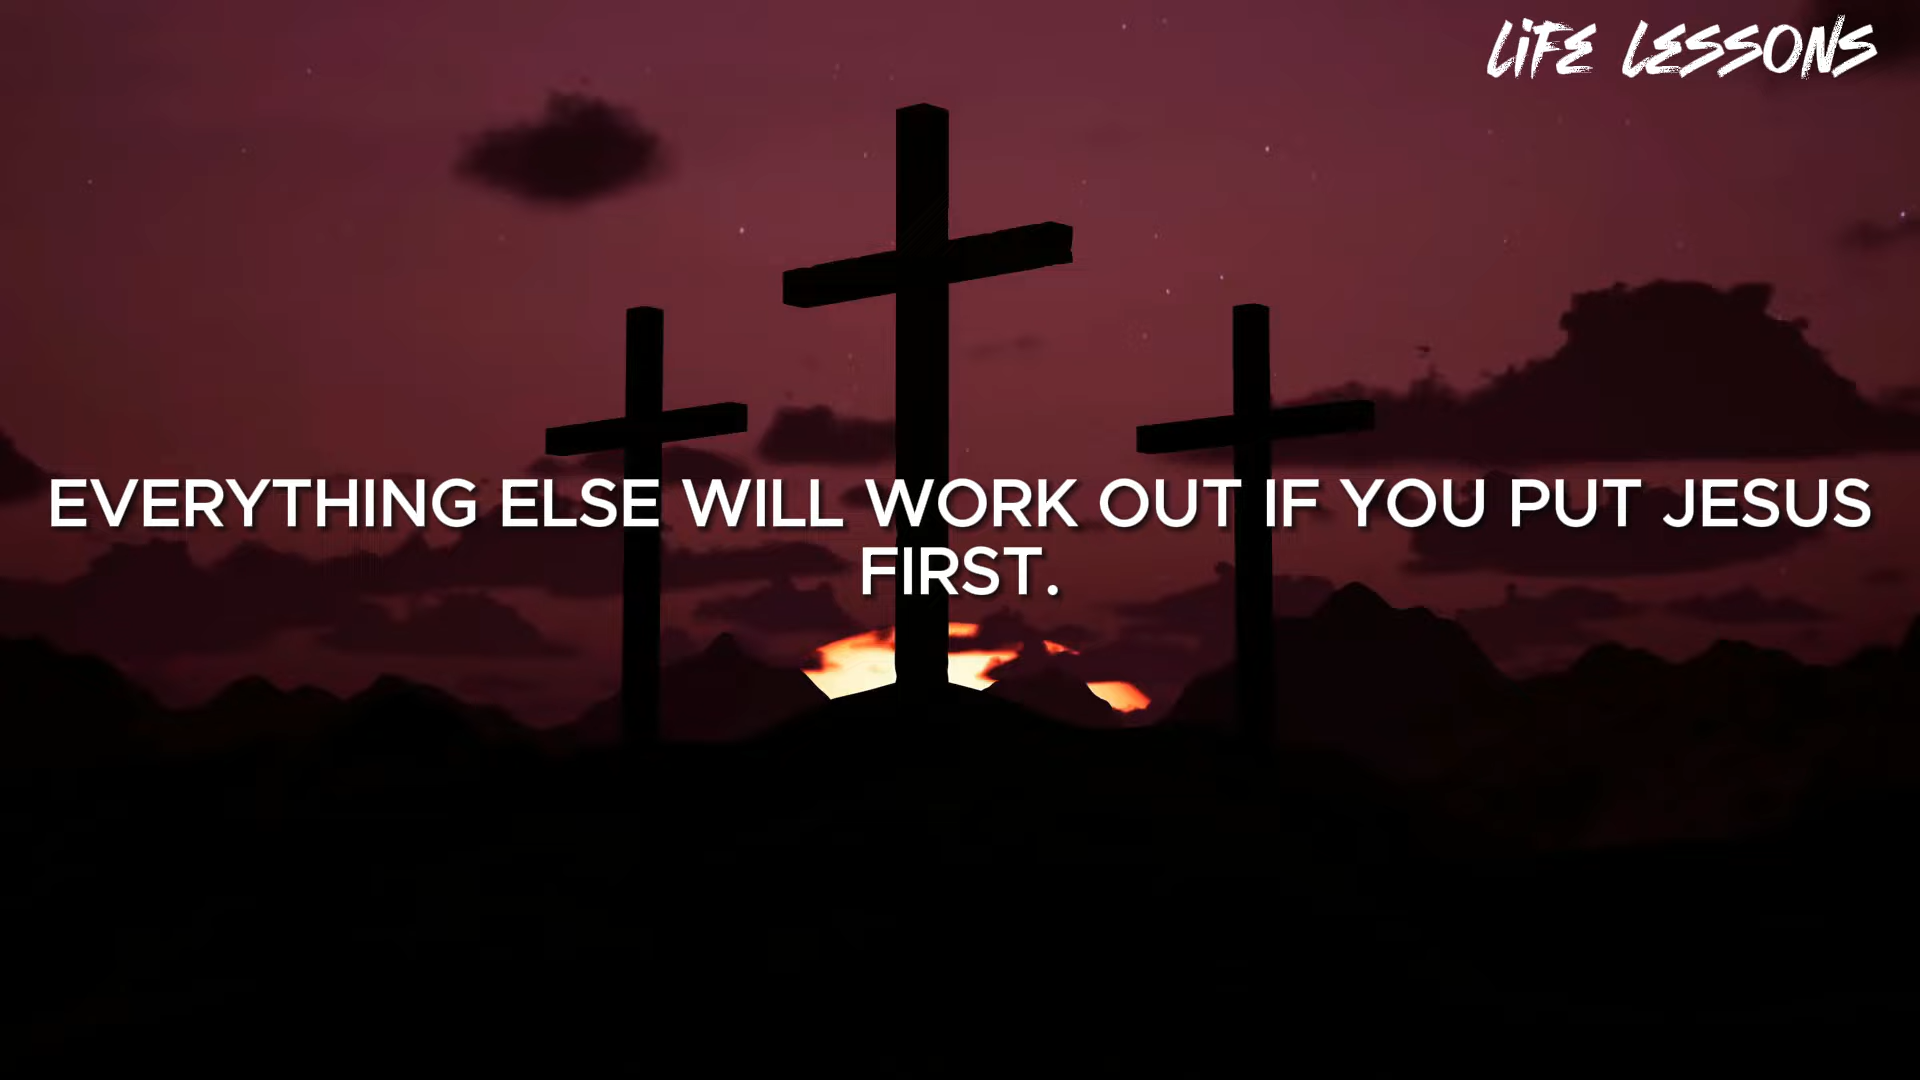 LIFE LESSONS
EVERYTHING ELSE WILL WORK OUT IF YOU PUT JESUS
FIRST.